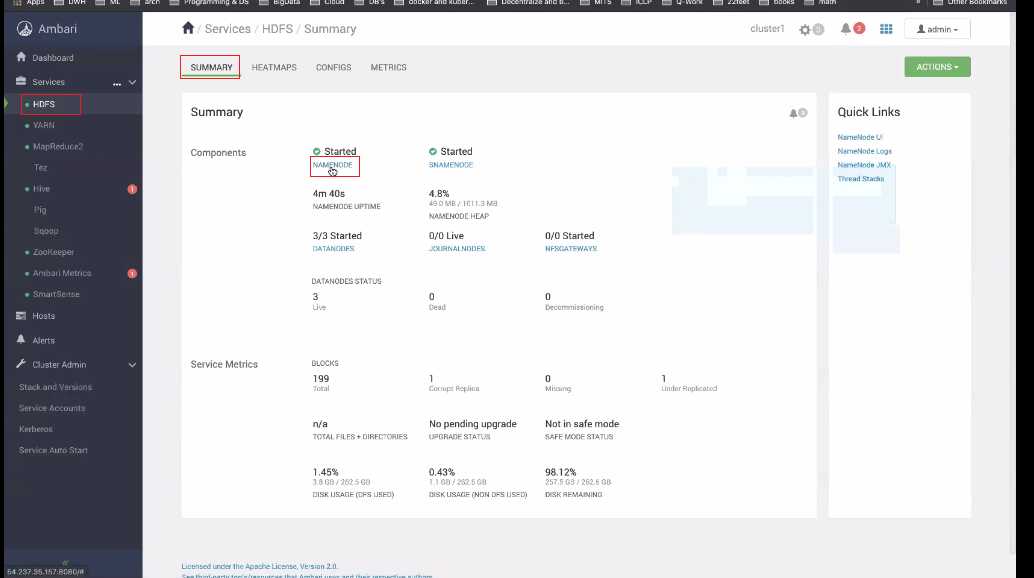 Apps DWH ML arch Programming & DS BigData Cloud DB's docker and kuber... Decentraize and b... MITS ICLP Q-Work 22feet books math » Other Bookmarks
Ambari
/ Services / HDFS / Summary
cluster1 0 2 admin
Dashboard
Services ...
HDFS
YARN
MapReduce2
Tez
Hive 1
Pig
Sqoop
ZooKeeper
Ambari Metrics 1
SmartSense
Hosts
Alerts
Cluster Admin
Stack and Versions
Service Accounts
Kerberos
Service Auto Start
54.237.35.157:8080/#
SUMMARY HEATMAPS CONFIGS METRICS
ACTIONS
Summary
0
Components
Started Started
NAMENODE SNAMENODE
4m 40s 4.8%
49.0 MB / 1011.3 MB
NAMENODE UPTIME
NAMENODE HEAP
3/3 Started 0/0 Live 0/0 Started
DATANODES JOURNALNODES NFSGATEWAYS
DATANODES STATUS
3 0 0
Live Dead Decommissioning
Service Metrics
BLOCKS
199 1 0 1
Total Corrupt Replica Missing Under Replicated
n/a No pending upgrade Not in safe mode
TOTAL FILES + DIRECTORIES UPGRADE STATUS SAFE MODE STATUS
1.45% 0.43% 98.12%
3.8 GB / 262.5 GB 1.1 GB / 262.5 GB 257.5 GB / 262.5 GB
DISK USAGE (DFS USED) DISK USAGE (NON DFS USED) DISK REMAINING
Quick Links
NameNode UI
NameNode Logs
NameNode JMX
Thread Stacks
Licensed under the Apache License, Version 2.0.
See third-party tools/resources that Ambari uses and their respective authors